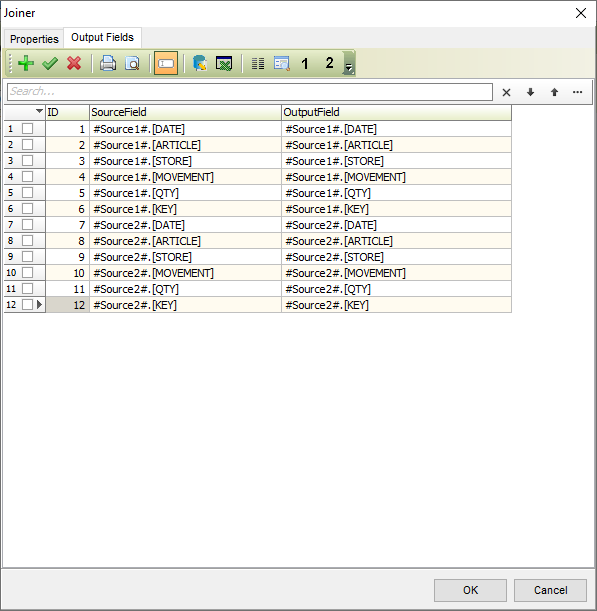 Joiner
Properties Output Fields
1 2
Search...
ID SourceField OutputField
1 1 #Source1#.[DATE] #Source1#.[DATE]
2 2 #Source1#.[ARTICLE] #Source1#.[ARTICLE]
3 3 #Source1#.[STORE] #Source1#.[STORE]
4 4 #Source1#.[MOVEMENT] #Source1#.[MOVEMENT]
5 5 #Source1#.[QTY] #Source1#.[QTY]
6 6 #Source1#.[KEY] #Source1#.[KEY]
7 7 #Source2#.[DATE] #Source2#.[DATE]
8 8 #Source2#.[ARTICLE] #Source2#.[ARTICLE]
9 9 #Source2#.[STORE] #Source2#.[STORE]
10 10 #Source2#.[MOVEMENT] #Source2#.[MOVEMENT]
11 11 #Source2#.[QTY] #Source2#.[QTY]
12 12 #Source2#.[KEY] #Source2#.[KEY]
OK Cancel